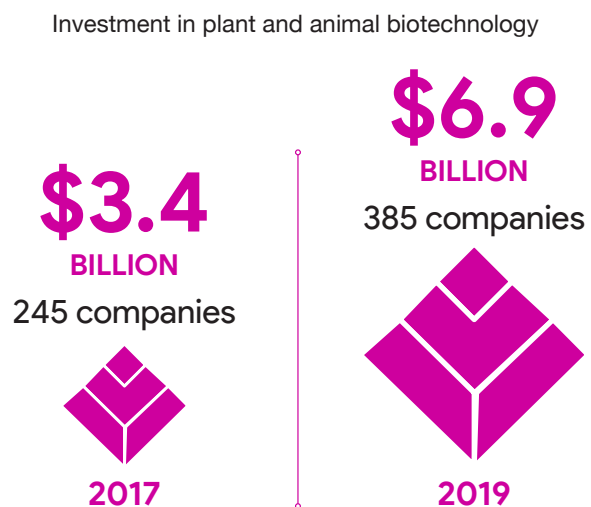 Investment in plant and animal biotechnology
$3.4
BILLION
245 companies
2017
$6.9
BILLION
385 companies
2019